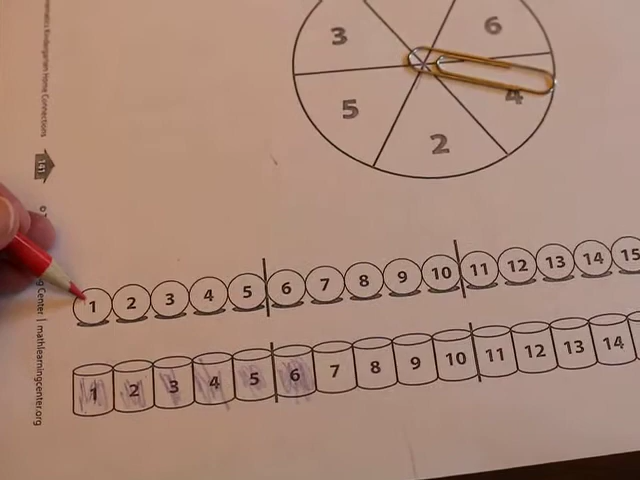 3
6
5
4
2
1 2 3 4 5 6 7 8 9 10 11 12 13 14 15
1 2 3 4 5 6 7 8 9 10 11 12 13 14
Kindergarten Home Connections
Center | mathlearningcenter.org